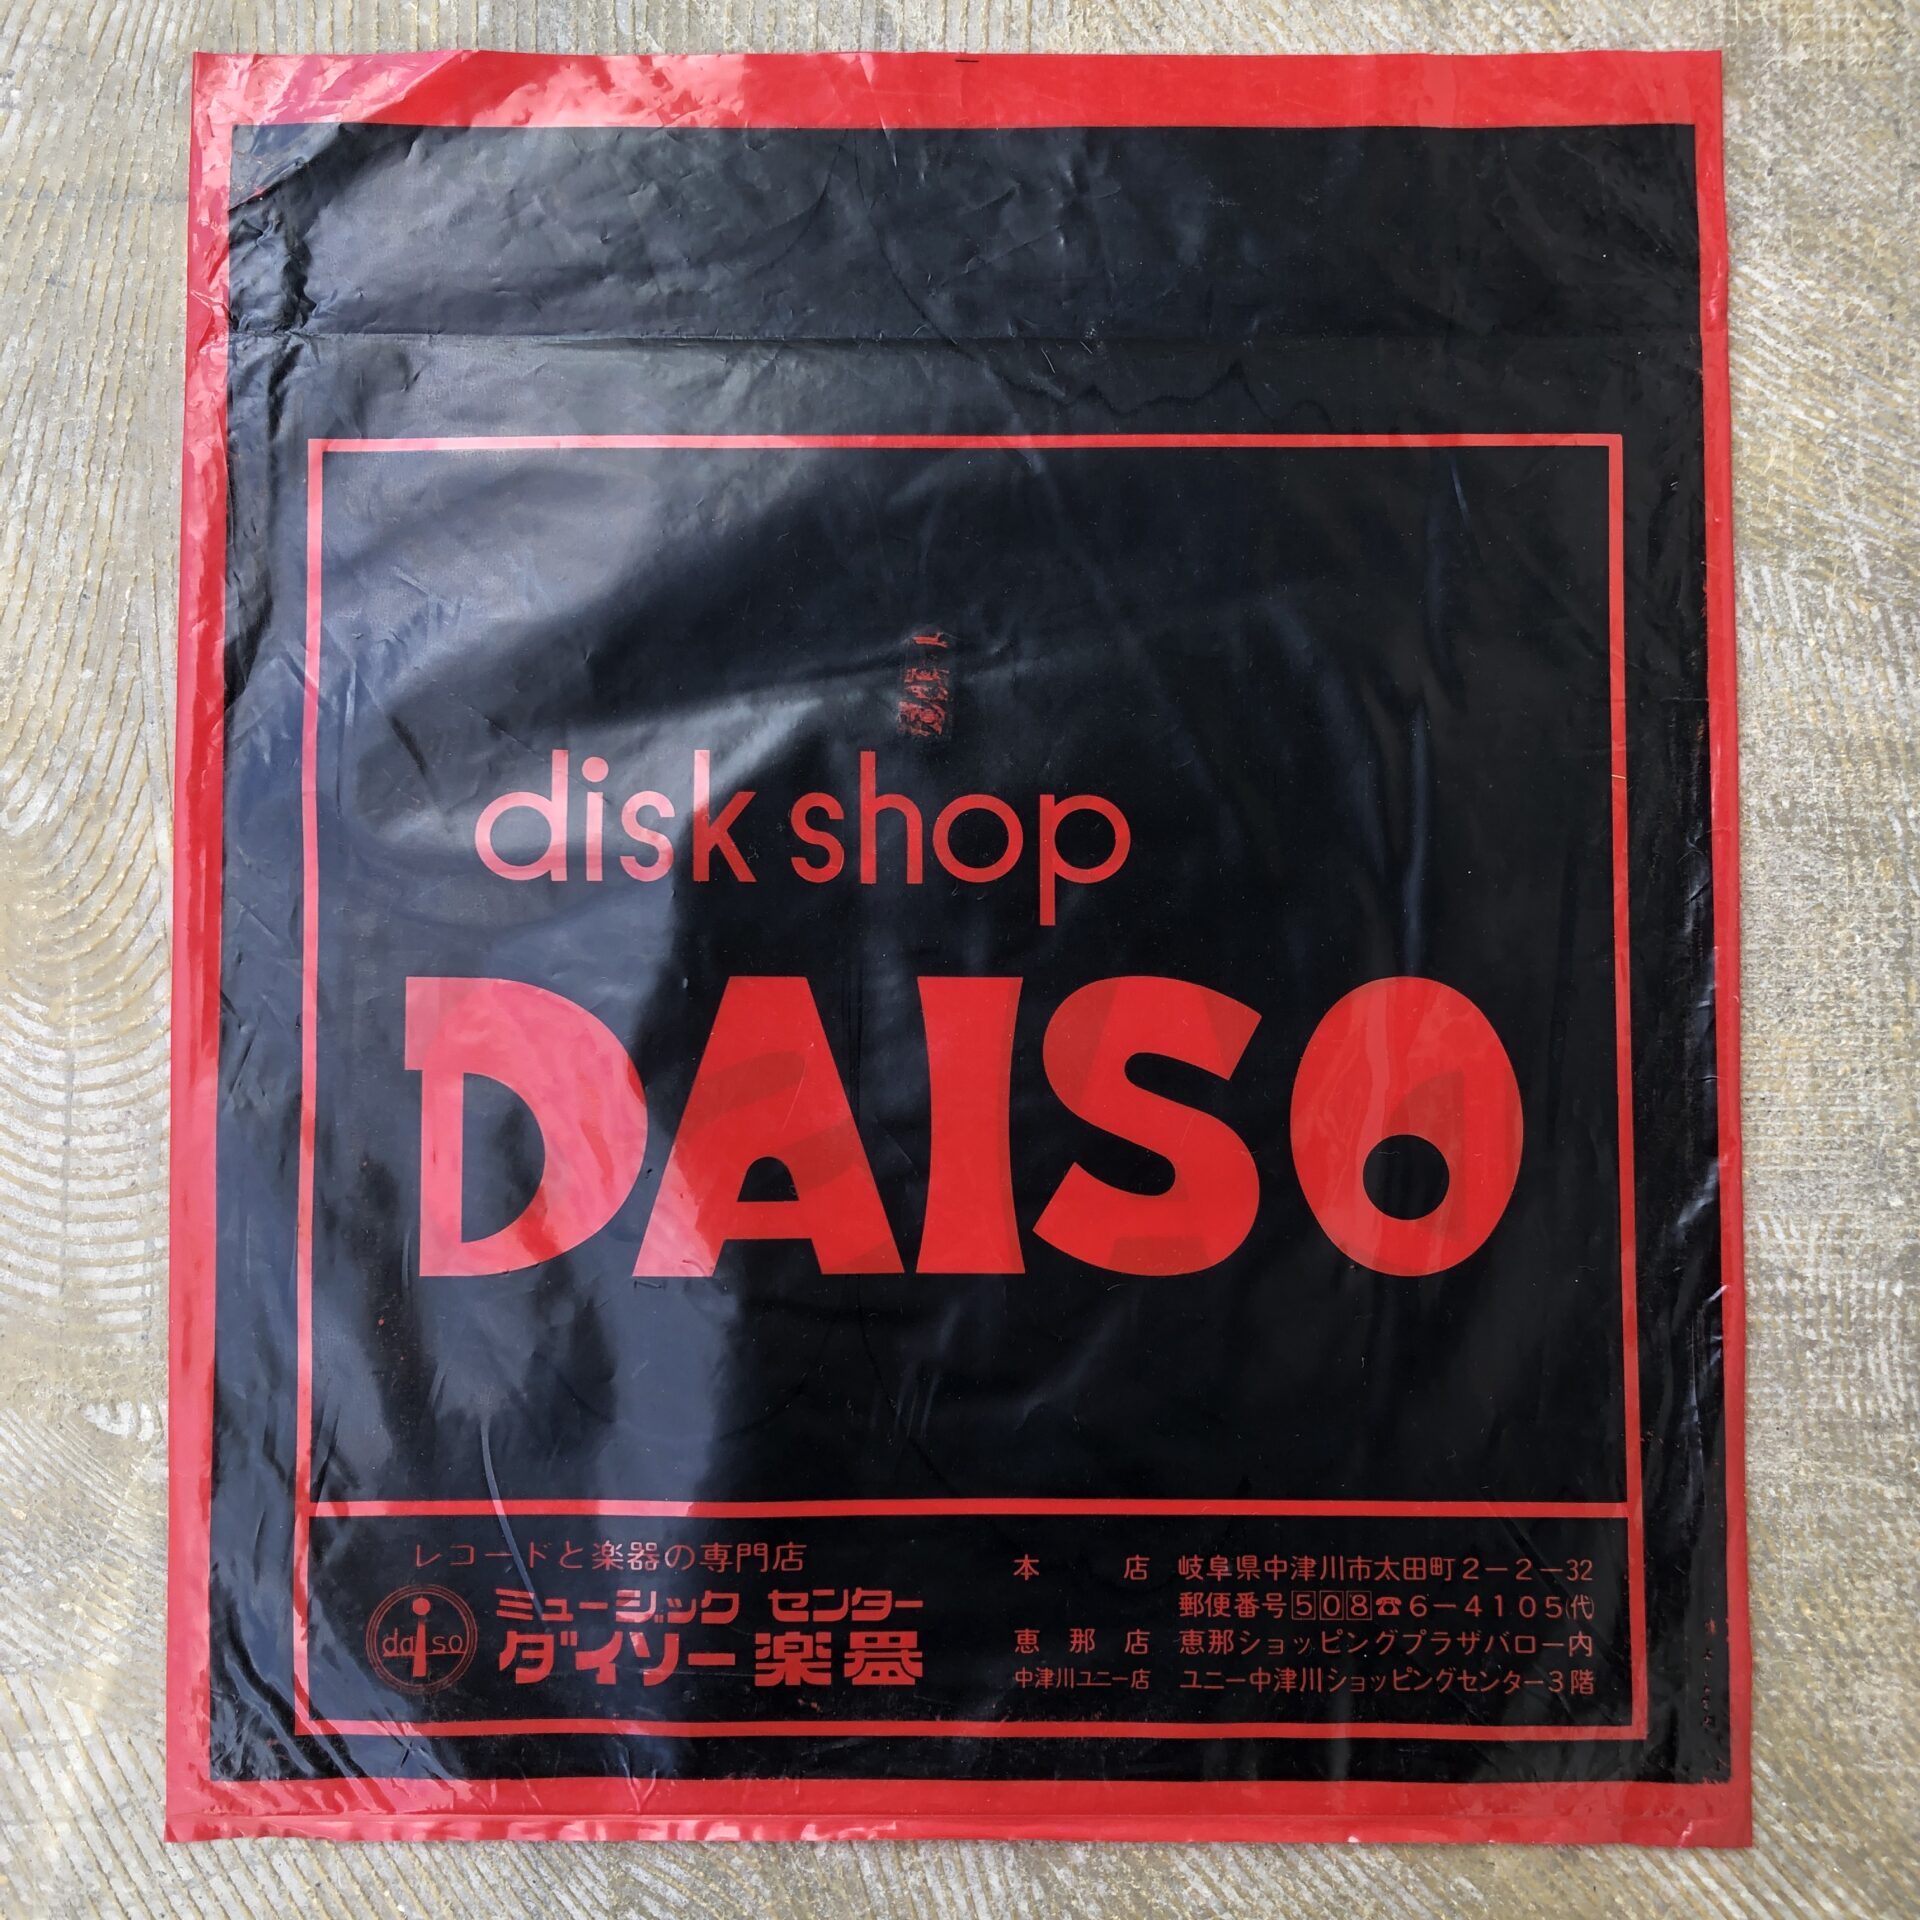 disk shop
DAISO
レコードと楽器の専門店
daiso
ミュージック センター
ダイソー楽器
本店 岐阜県中津川市太田町2-2-32
郵便番号508☎6-4105(代)
恵那店 恵那ショッピングプラザバロー内
中津川ユニー店 ユニー中津川ショッピングセンター3階